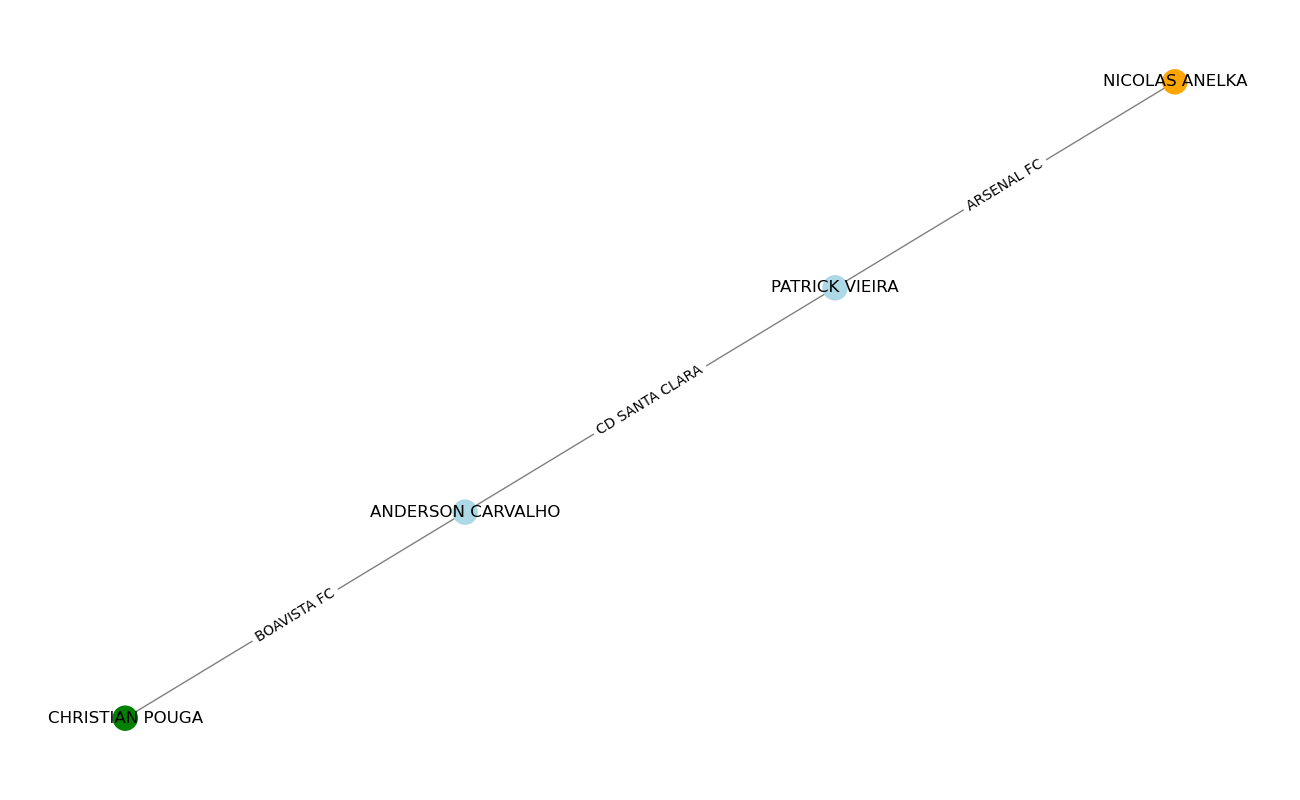 NICOLAS ANELKA
ARSENAL FC
PATRICK VIEIRA
CD SANTA CLARA
ANDERSON CARVALHO
BOAVISTA FC
CHRISTIAN POUGA